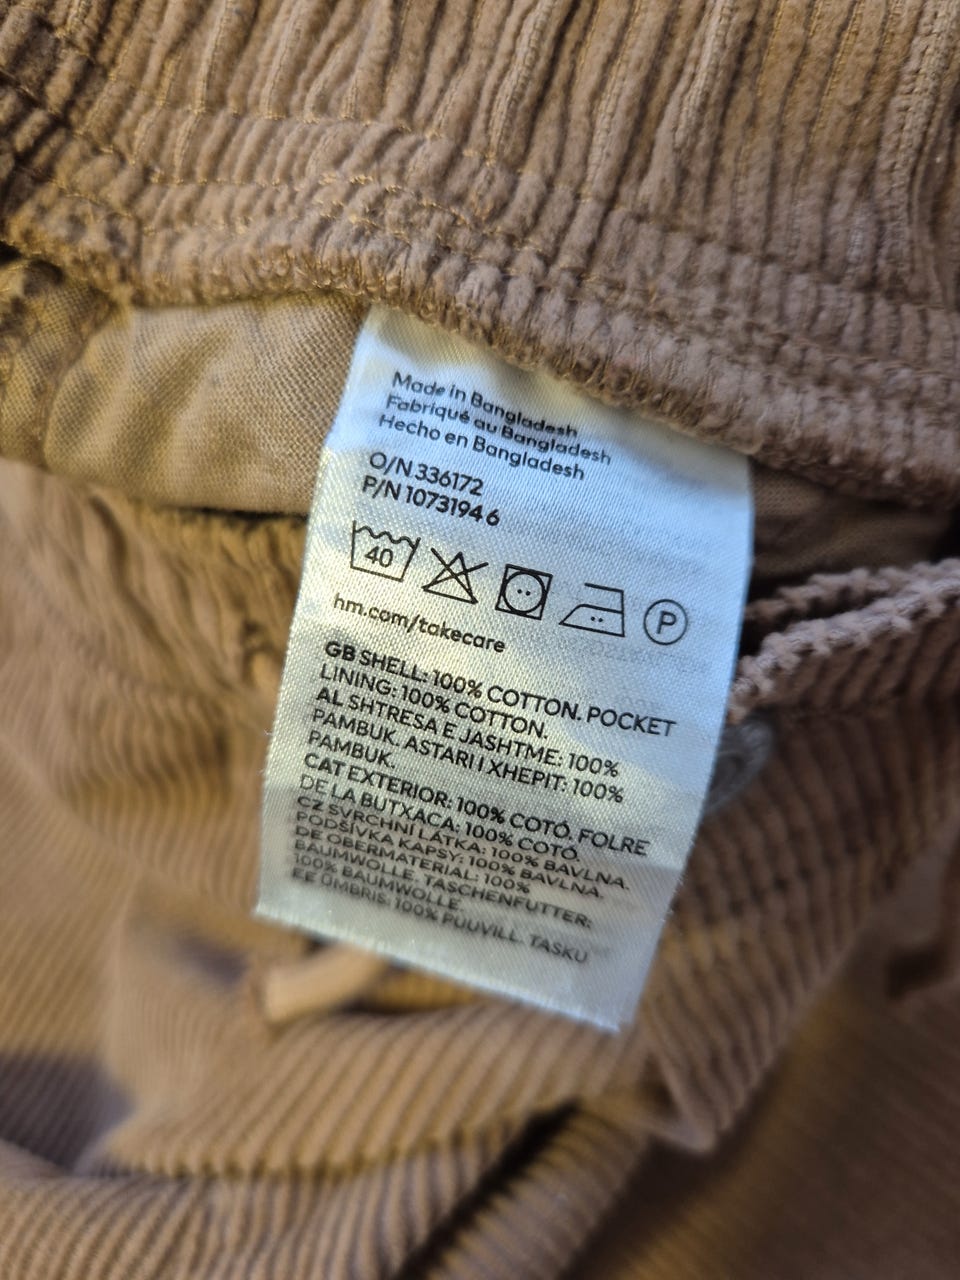 Made in Bangladesh
Fabriqué au Bangladesh
Hecho en Bangladesh
O/N 336172
P/N 1073194 6
40
P
hm.com/takecare
GB SHELL: 100% COTTON. POCKET
LINING: 100% COTTON.
AL SHTRESA E JASHTME: 100%
PAMBUK. ASTARI I XHEPIT: 100%
PAMBUK.
CAT EXTERIOR: 100% COTÓ. FOLRE
DE LA BUTXACA: 100% COTÓ.
CZ SVRCHNÍ LÁTKA: 100% BAVLNA.
PODŠÍVKA KAPSY: 100% BAVLNA.
DE OBERMATERIAL: 100%
BAUMWOLLE. TASCHENFUTTER:
100% BAUMWOLLE.
EE ÜMBRIS: 100% PUUVILL. TASKU